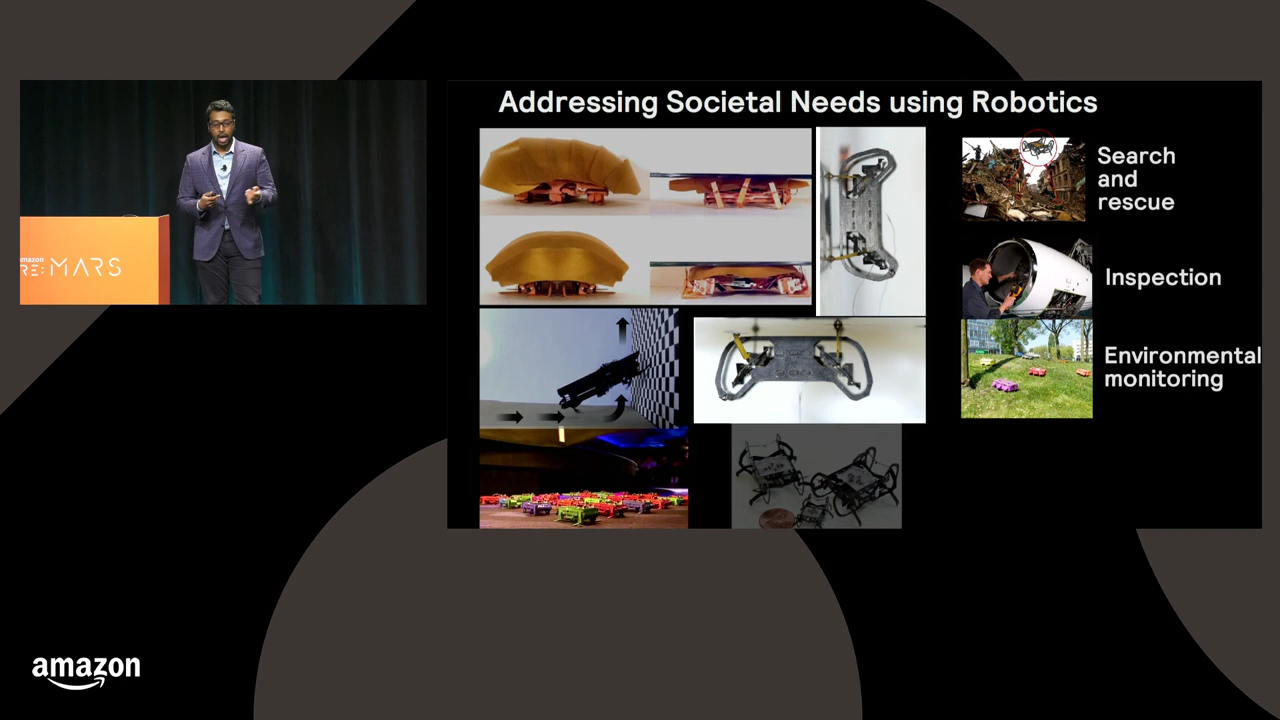 Addressing Societal Needs using Robotics
Search
and
rescue
Inspection
Environmental
monitoring
amazon
RE:MARS
amazon